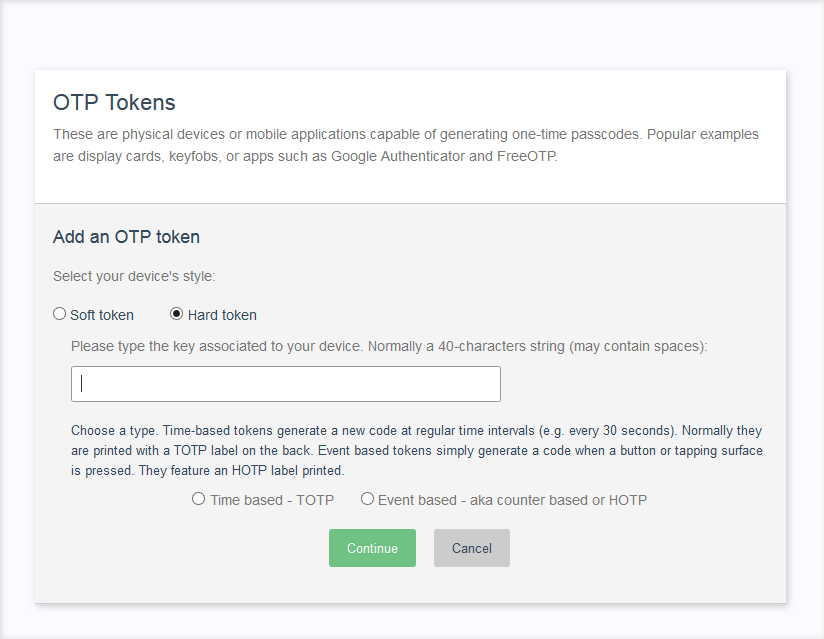 OTP Tokens
These are physical devices or mobile applications capable of generating one-time passcodes. Popular examples
are display cards, keyfobs, or apps such as Google Authenticator and FreeOTP.
Add an OTP token
Select your device's style:
Soft token Hard token
Please type the key associated to your device. Normally a 40-characters string (may contain spaces):
Choose a type. Time-based tokens generate a new code at regular time intervals (e.g. every 30 seconds). Normally they
are printed with a TOTP label on the back. Event based tokens simply generate a code when a button or tapping surface
is pressed. They feature an HOTP label printed.
Time based - TOTP Event based - aka counter based or HOTP
Continue Cancel